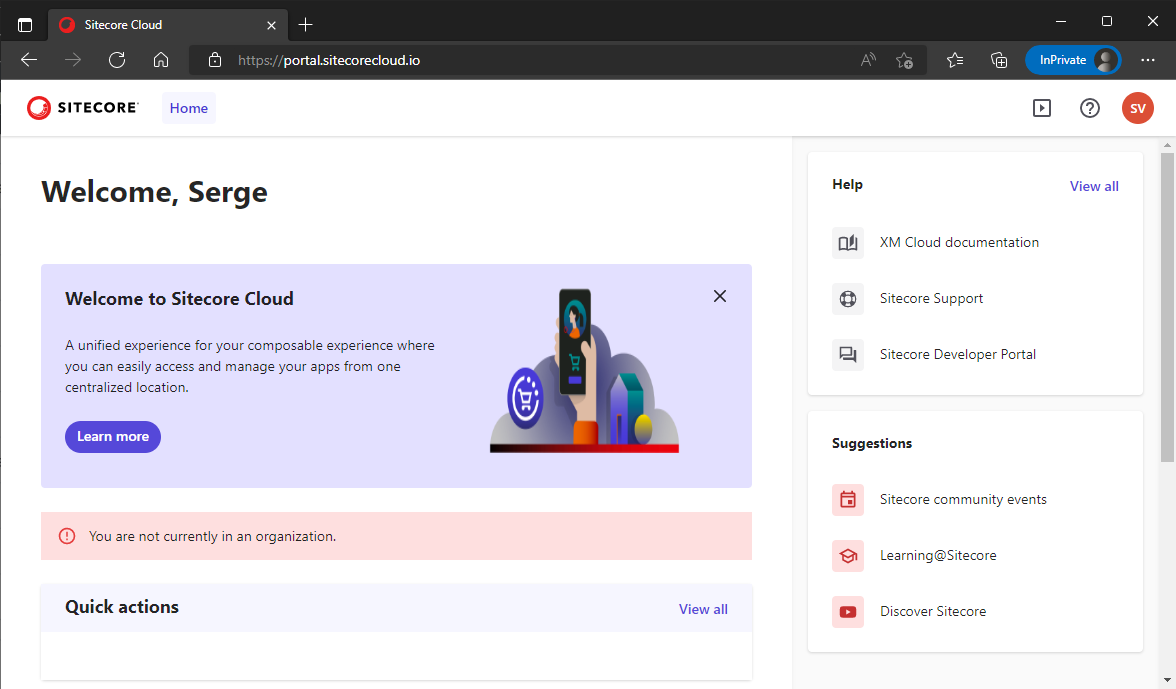 Sitecore Cloud
https://portal.sitecorecloud.io
InPrivate
SITECORE
Home
SV
Welcome, Serge
Welcome to Sitecore Cloud
A unified experience for your composable experience where
you can easily access and manage your apps from one
centralized location.
Learn more
You are not currently in an organization.
Quick actions
View all
Help
View all
XM Cloud documentation
Sitecore Support
Sitecore Developer Portal
Suggestions
Sitecore community events
Learning@Sitecore
Discover Sitecore